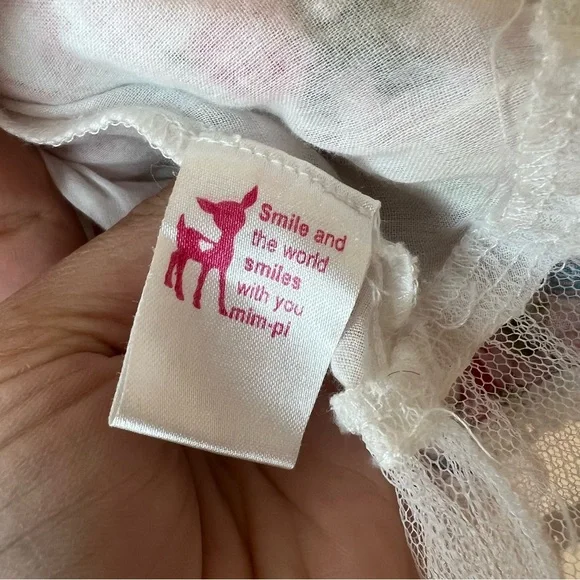 Smile and
the world
smiles
with you
mim-pi